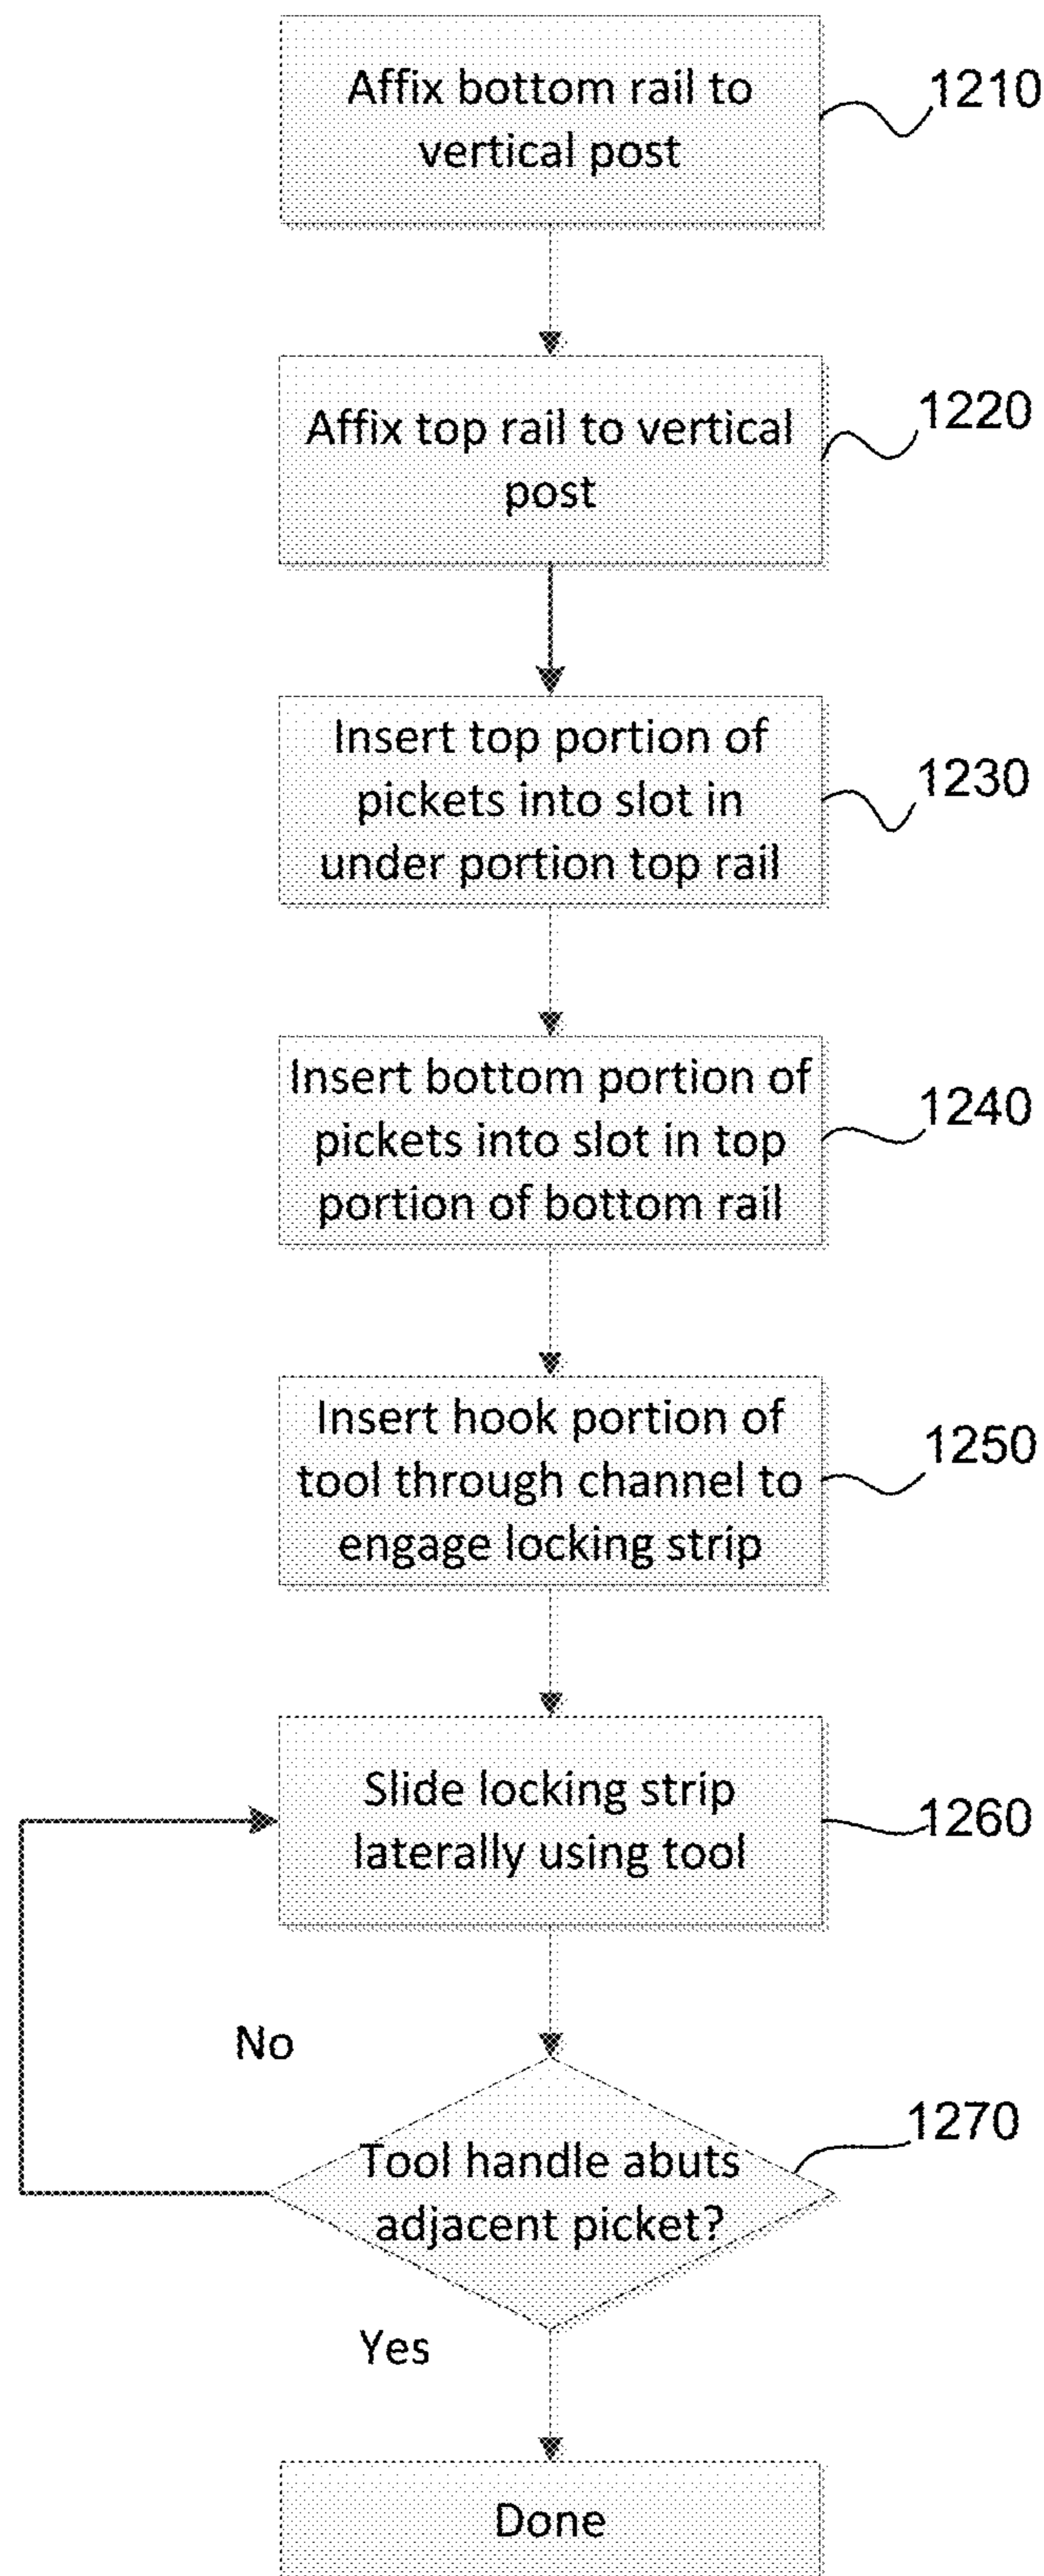 Affix bottom rail to
vertical post
1210
Affix top rail to vertical
post
1220
Insert top portion of
pickets into slot in
under portion top rail
1230
Insert bottom portion of
pickets into slot in top
portion of bottom rail
1240
Insert hook portion of
tool through channel to
engage locking strip
1250
Slide locking strip
laterally using tool
1260
No
Tool handle abuts
adjacent picket?
1270
Yes
Done